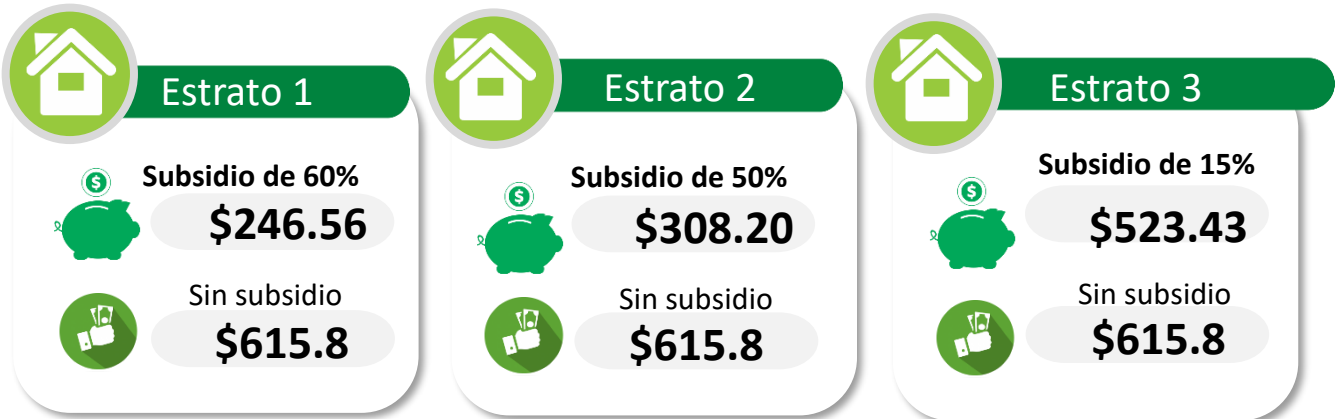 Estrato 1
Subsidio de 60%
$246.56
Sin subsidio
$615.8
Estrato 2
Subsidio de 50%
$308.20
Sin subsidio
$615.8
Estrato 3
Subsidio de 15%
$523.43
Sin subsidio
$615.8